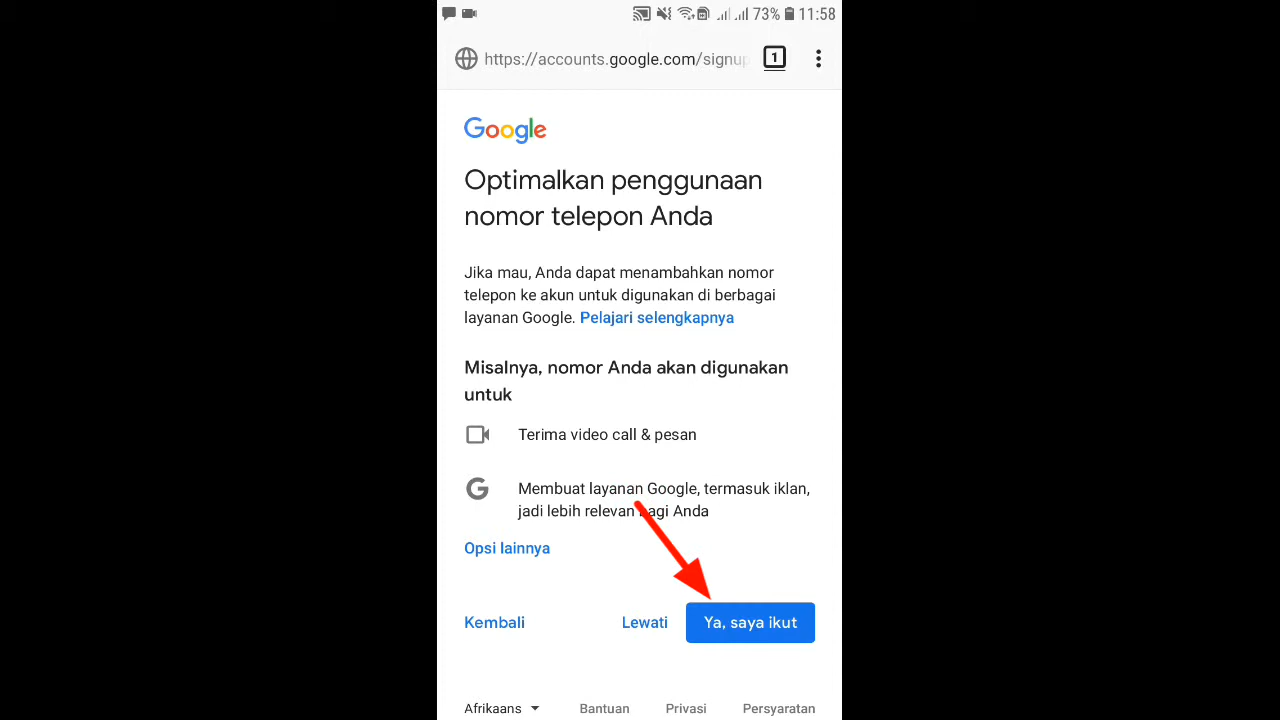 73% 11:58
https://accounts.google.com/signup
1
Google
Optimalkan penggunaan
nomor telepon Anda
Jika mau, Anda dapat menambahkan nomor
telepon ke akun untuk digunakan di berbagai
layanan Google. Pelajari selengkapnya
Misalnya, nomor Anda akan digunakan
untuk
Terima video call & pesan
Membuat layanan Google, termasuk iklan,
jadi lebih relevan bagi Anda
Opsi lainnya
Kembali Lewati Ya, saya ikut
Afrikaans Bantuan Privasi Persyaratan